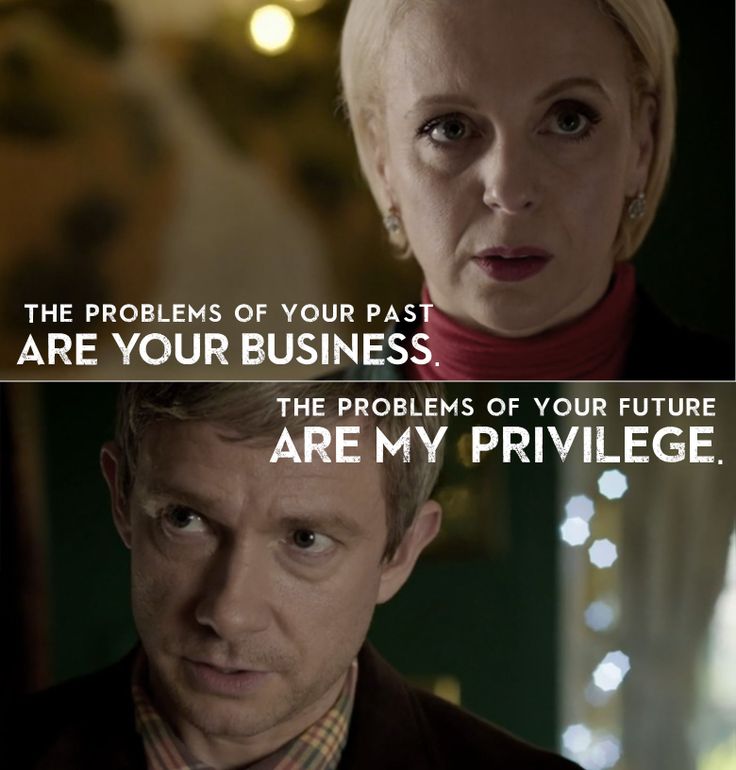 THE PROBLEMS OF YOUR PAST
ARE YOUR BUSINESS.
THE PROBLEMS OF YOUR FUTURE
ARE MY PRIVILEGE.